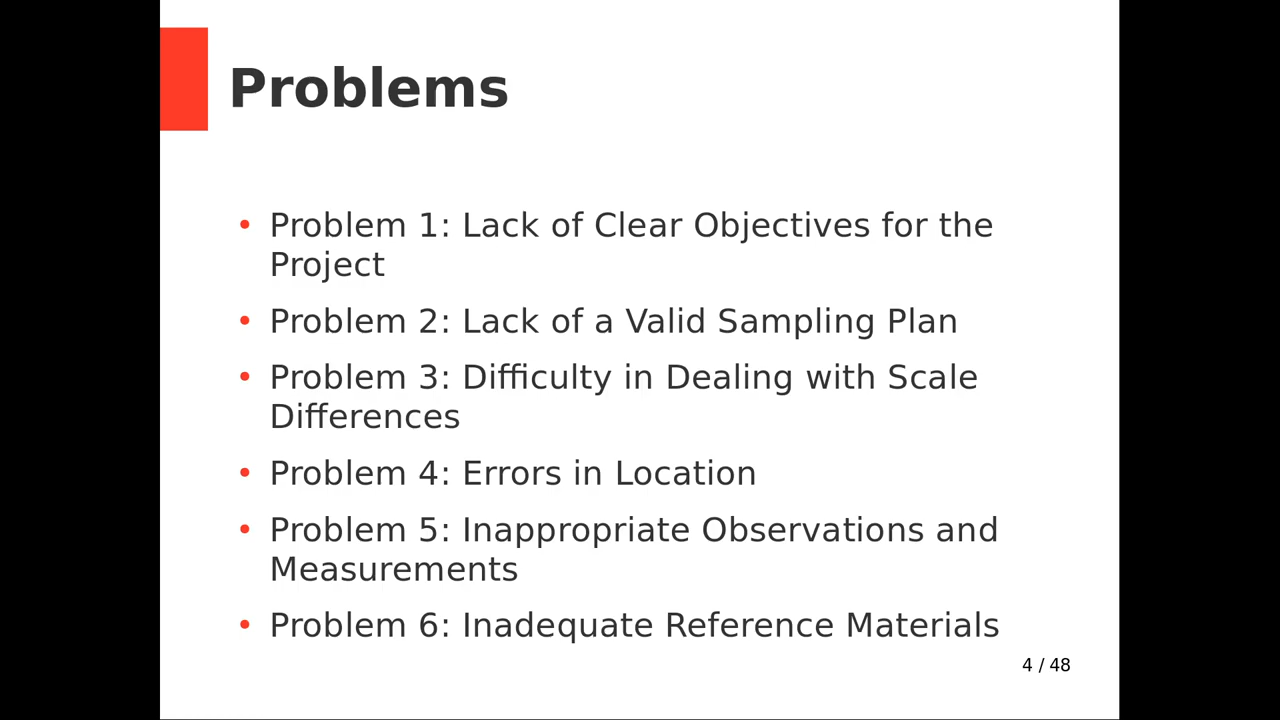 Problems
• Problem 1: Lack of Clear Objectives for the
Project
• Problem 2: Lack of a Valid Sampling Plan
• Problem 3: Difficulty in Dealing with Scale
Differences
• Problem 4: Errors in Location
• Problem 5: Inappropriate Observations and
Measurements
• Problem 6: Inadequate Reference Materials
4 / 48